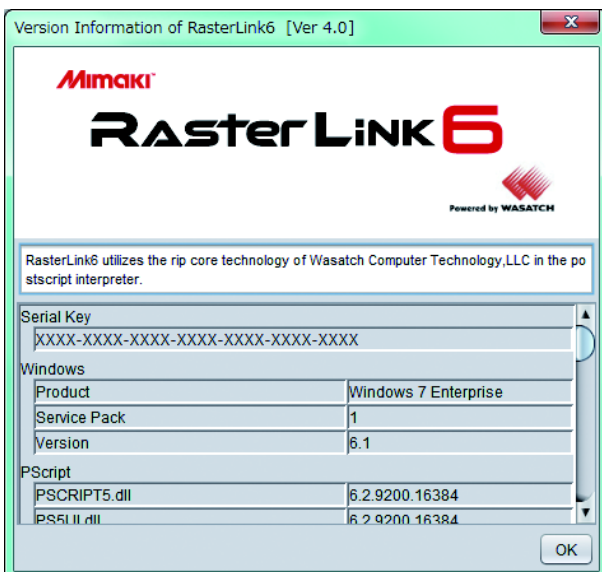 Version Information of RasterLink6 [Ver 4.0]
Mimaki
RasterLink6
Powered by WASATCH
RasterLink6 utilizes the rip core technology of Wasatch Computer Technology,LLC in the po
stscript interpreter.
Serial Key
XXXX-XXXX-XXXX-XXXX-XXXX-XXXX-XXXX
Windows
Product Windows 7 Enterprise
Service Pack 1
Version 6.1
PScript
PSCRIPT5.dll 6.2.9200.16384
PS5UI.dll 6.2.9200.16384
OK